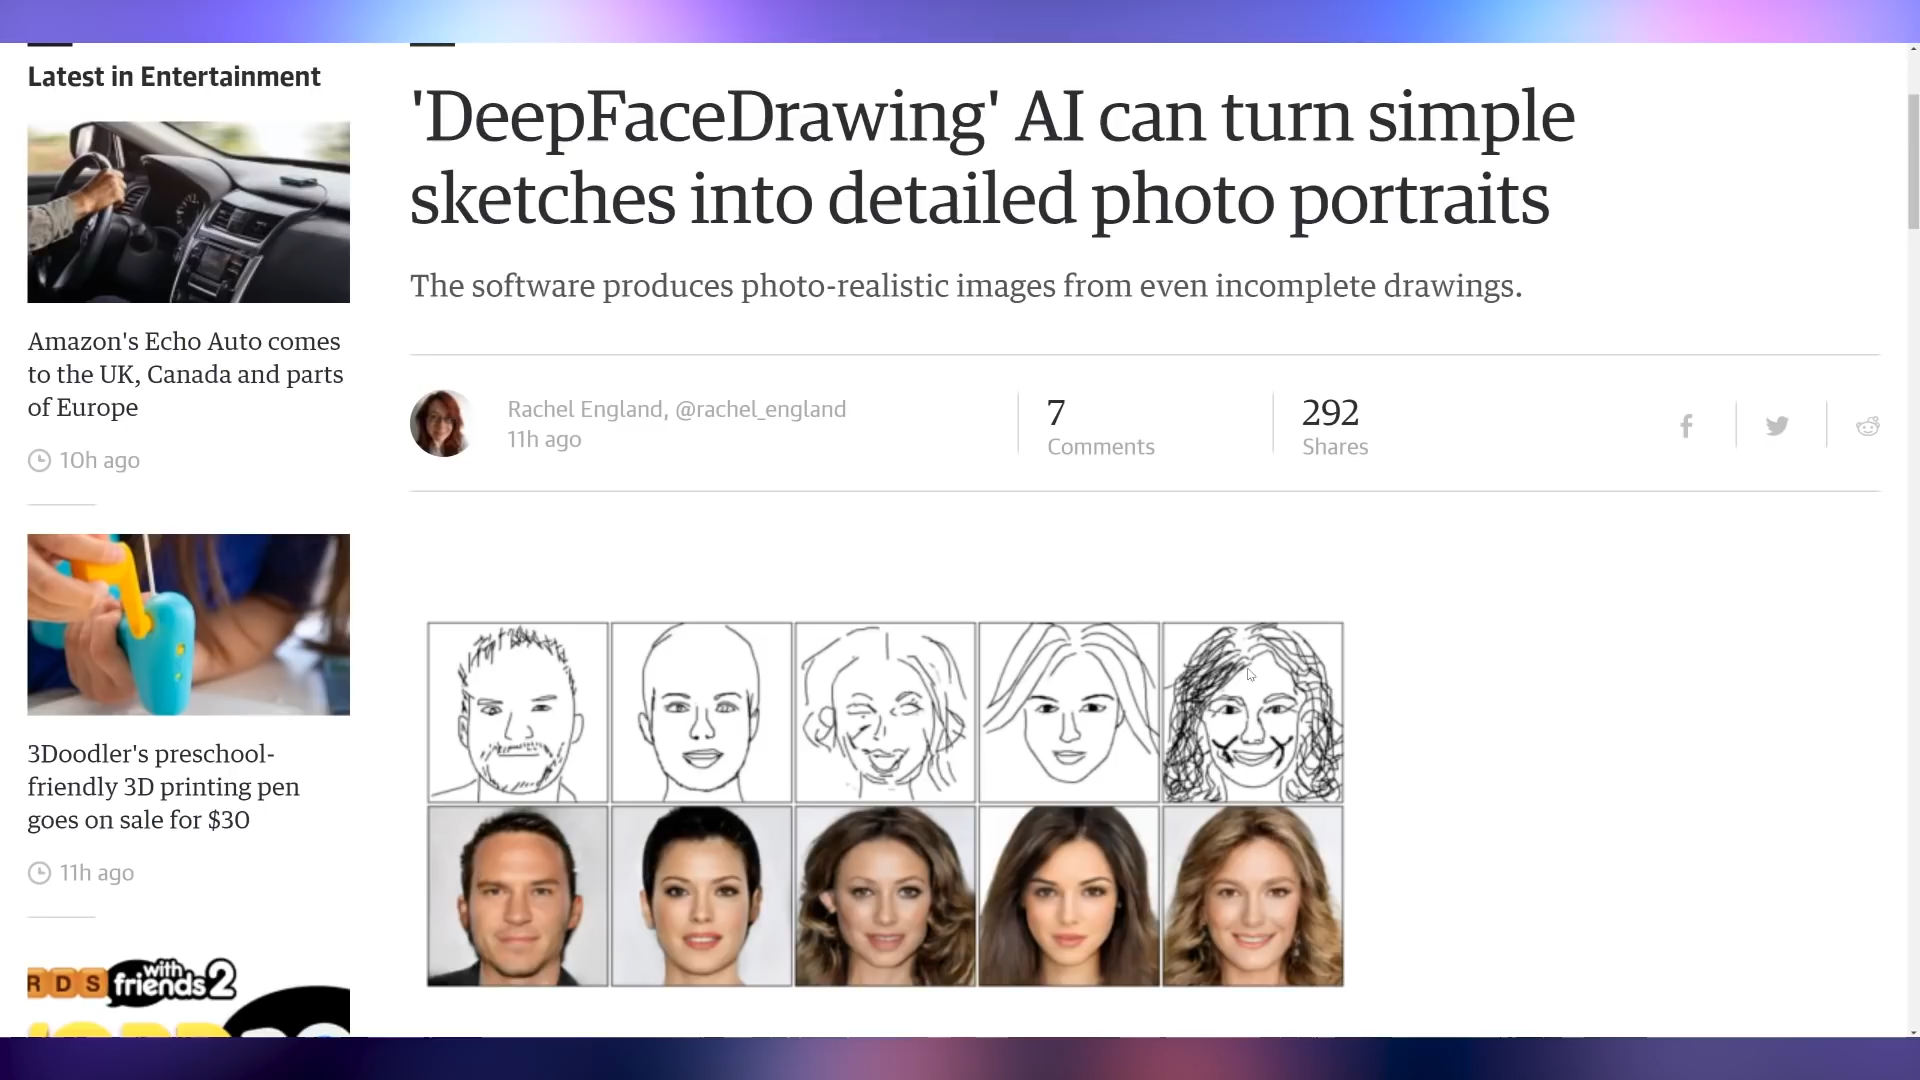 Latest in Entertainment
Amazon's Echo Auto comes
to the UK, Canada and parts
of Europe
10h ago
3Doodler's preschool-
friendly 3D printing pen
goes on sale for $30
11h ago
RDS with
friends 2
'DeepFaceDrawing' AI can turn simple
sketches into detailed photo portraits
The software produces photo-realistic images from even incomplete drawings.
Rachel England, @rachel_england
11h ago
7
Comments
292
Shares